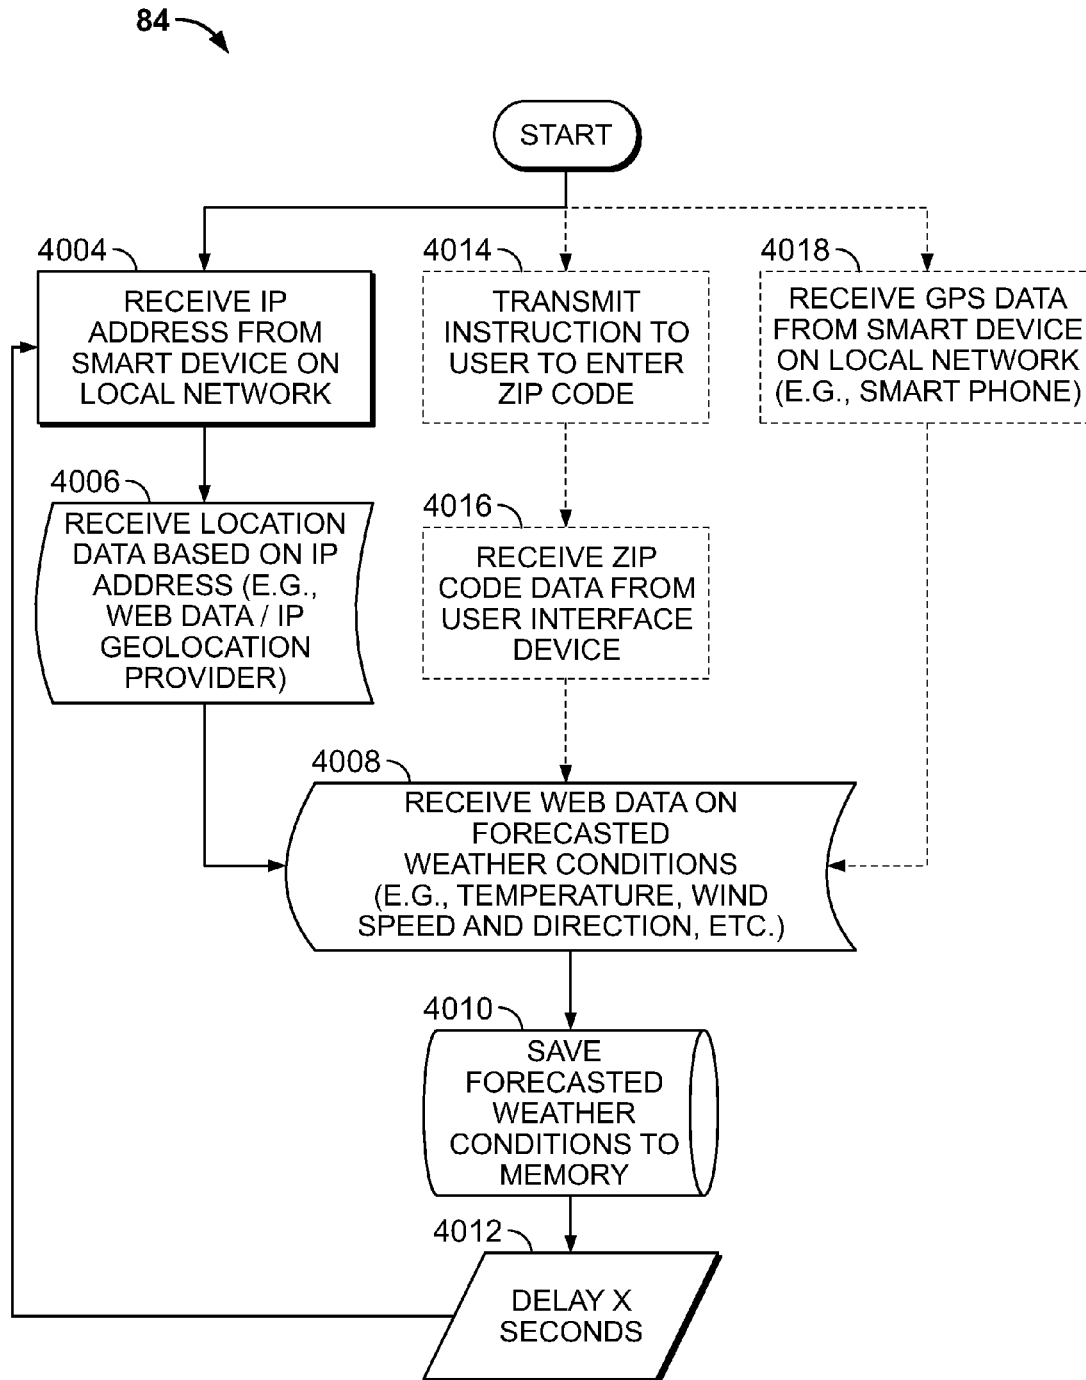 84
START
4004
RECEIVE IP
ADDRESS FROM
SMART DEVICE ON
LOCAL NETWORK
4014
TRANSMIT
INSTRUCTION TO
USER TO ENTER
ZIP CODE
4018
RECEIVE GPS DATA
FROM SMART DEVICE
ON LOCAL NETWORK
(E.G., SMART PHONE)
4006
RECEIVE LOCATION
DATA BASED ON IP
ADDRESS (E.G.,
WEB DATA / IP
GEOLOCATION
PROVIDER)
4016
RECEIVE ZIP
CODE DATA FROM
USER INTERFACE
DEVICE
4008
RECEIVE WEB DATA ON
FORECASTED
WEATHER CONDITIONS
(E.G., TEMPERATURE, WIND
SPEED AND DIRECTION, ETC.)
4010
SAVE
FORECASTED
WEATHER
CONDITIONS TO
MEMORY
4012
DELAY X
SECONDS